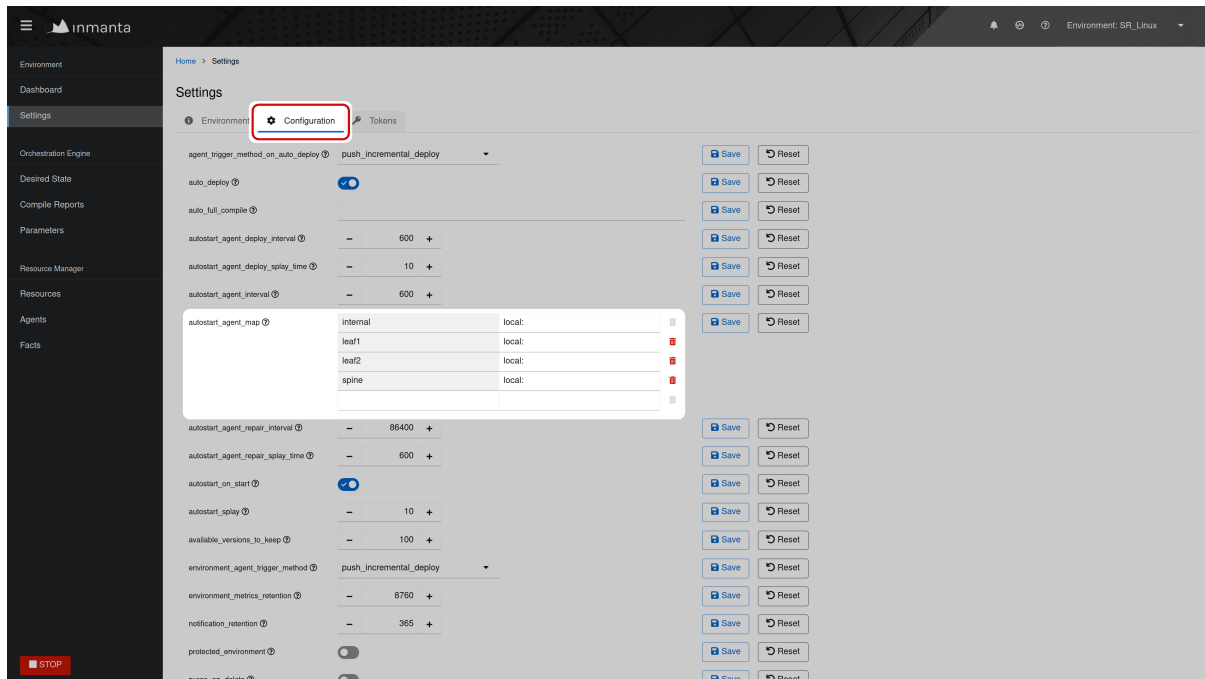 inmanta
Environment: SR_Linux
Environment
Dashboard
Settings
Orchestration Engine
Desired State
Compile Reports
Parameters
Resource Manager
Resources
Agents
Facts
STOP
Home > Settings
Settings
Environment Configuration Tokens
agent_trigger_method_on_auto_deploy push_incremental_deploy Save Reset
auto_deploy Save Reset
auto_full_compile Save Reset
autostart_agent_deploy_interval − 600 + Save Reset
autostart_agent_deploy_splay_time − 10 + Save Reset
autostart_agent_interval − 600 + Save Reset
autostart_agent_map internal local: Save Reset
leaf1 local:
leaf2 local:
spine local:
autostart_agent_repair_interval − 86400 + Save Reset
autostart_agent_repair_splay_time − 600 + Save Reset
autostart_on_start Save Reset
autostart_splay − 10 + Save Reset
available_versions_to_keep − 100 + Save Reset
environment_agent_trigger_method push_incremental_deploy Save Reset
environment_metrics_retention − 8760 + Save Reset
notification_retention − 365 + Save Reset
protected_environment Save Reset